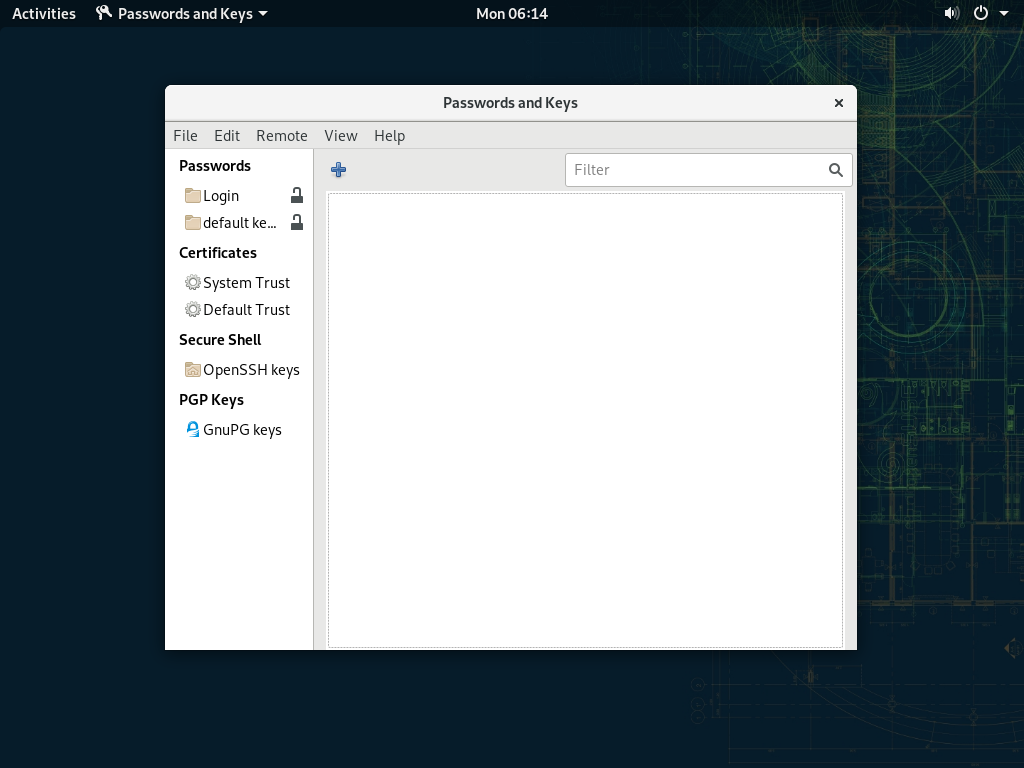 Activities Passwords and Keys Mon 06:14
Passwords and Keys
File Edit Remote View Help
Passwords
Filter
Login
default ke...
Certificates
System Trust
Default Trust
Secure Shell
OpenSSH keys
PGP Keys
GnuPG keys